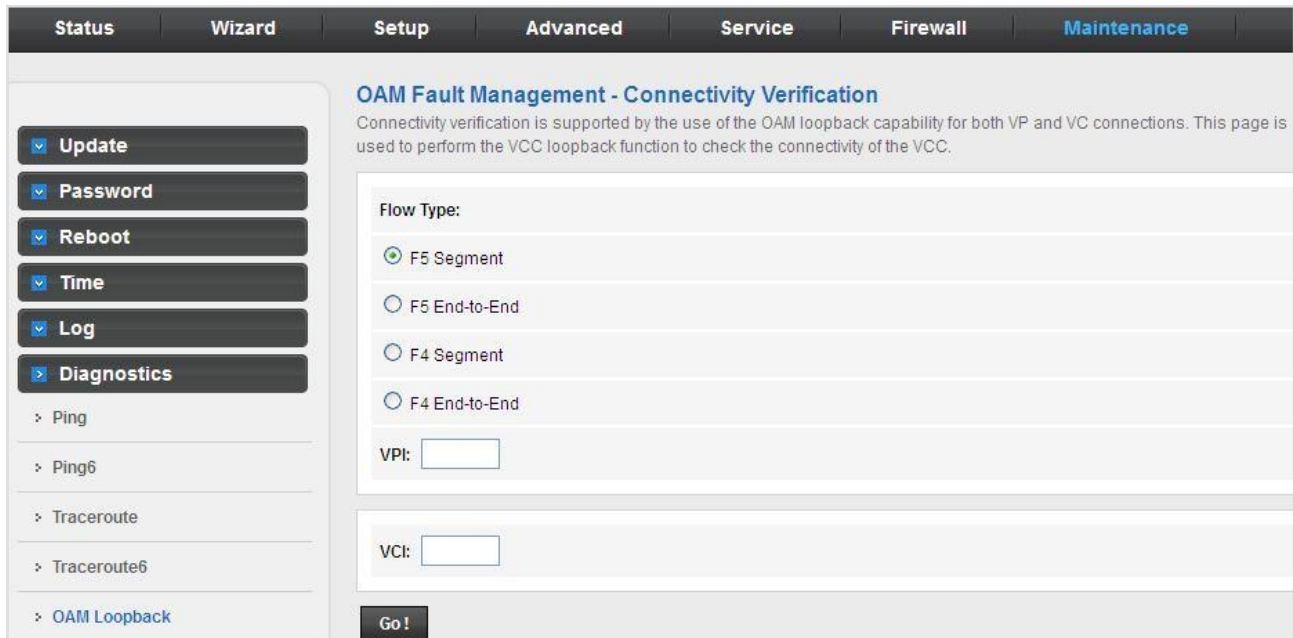 Status Wizard Setup Advanced Service Firewall Maintenance
Update
Password
Reboot
Time
Log
Diagnostics
Ping
Ping6
Traceroute
Traceroute6
OAM Loopback
OAM Fault Management - Connectivity Verification
Connectivity verification is supported by the use of the OAM loopback capability for both VP and VC connections. This page is
used to perform the VCC loopback function to check the connectivity of the VCC.
Flow Type:
F5 Segment
F5 End-to-End
F4 Segment
F4 End-to-End
VPI:
VCI:
Go!